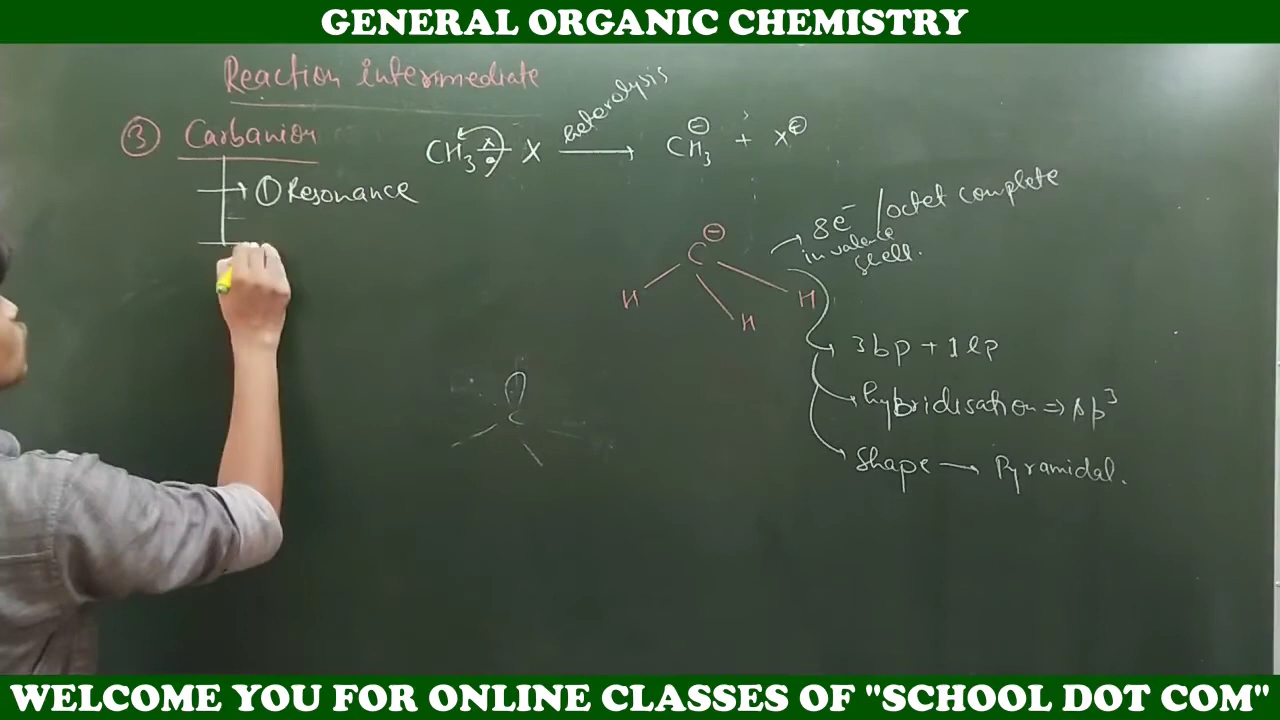 GENERAL ORGANIC CHEMISTRY
Reaction intermediate
③ Carbanion
CH₃ ×• X heterolysis → CH₃⊖ + X⊕
→ ① Resonance
→ 8e⁻ / octet complete
in valence
shell.
C⊖
H H H
3bp + 1lp
hybridisation ⇒ sp³
Shape → Pyramidal.
C
WELCOME YOU FOR ONLINE CLASSES OF "SCHOOL DOT COM"